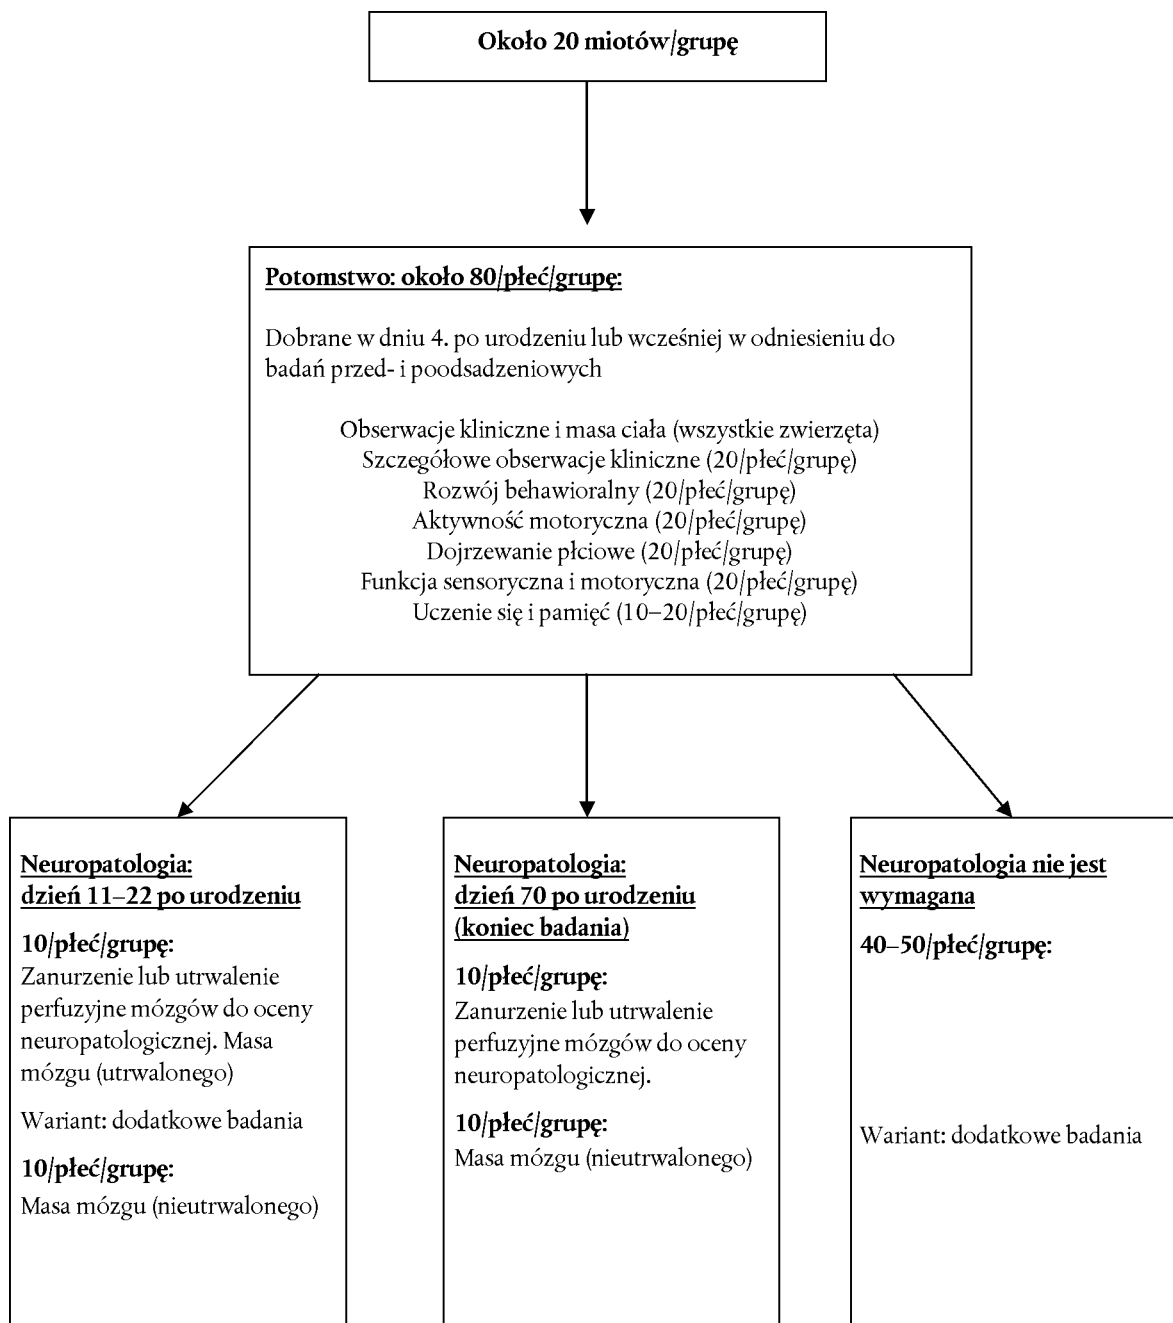 Około 20 miotów/grupę
Potomstwo: około 80/płeć/grupę:
Dobrane w dniu 4. po urodzeniu lub wcześniej w odniesieniu do
badań przed- i poodsadzeniowych
Obserwacje kliniczne i masa ciała (wszystkie zwierzęta)
Szczegółowe obserwacje kliniczne (20/płeć/grupę)
Rozwój behawioralny (20/płeć/grupę)
Aktywność motoryczna (20/płeć/grupę)
Dojrzewanie płciowe (20/płeć/grupę)
Funkcja sensoryczna i motoryczna (20/płeć/grupę)
Uczenie się i pamięć (10–20/płeć/grupę)
Neuropatologia:
dzień 11–22 po urodzeniu
10/płeć/grupę:
Zanurzenie lub utrwalenie
perfuzyjne mózgów do oceny
neuropatologicznej. Masa
mózgu (utrwalonego)
Wariant: dodatkowe badania
10/płeć/grupę:
Masa mózgu (nieutrwalonego)
Neuropatologia:
dzień 70 po urodzeniu
(koniec badania)
10/płeć/grupę:
Zanurzenie lub utrwalenie
perfuzyjne mózgów do oceny
neuropatologicznej.
10/płeć/grupę:
Masa mózgu (nieutrwalonego)
Neuropatologia nie jest
wymagana
40–50/płeć/grupę:
Wariant: dodatkowe badania